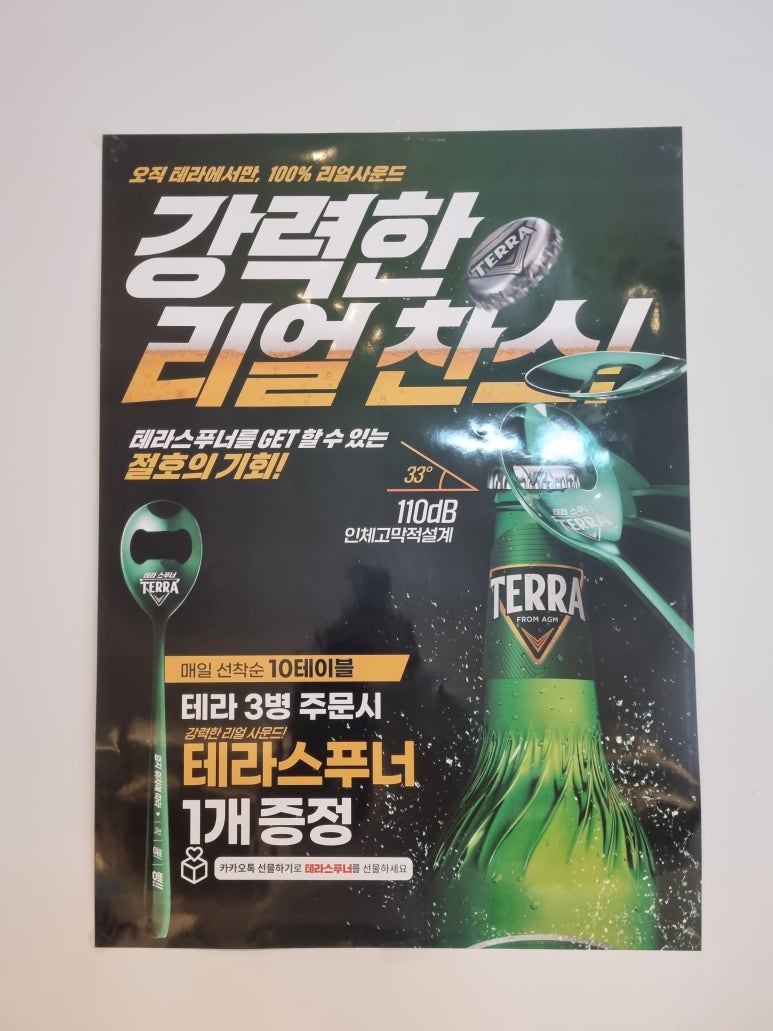 오직 테라에서만, 100% 리얼사운드
강력한
TERRA
리얼 찬스!
테라스푸너를 GET 할 수 있는
절호의 기회!
33°
110dB
인체고막적설계
테라 스푸너
TERRA
테라 스푸너
TERRA
TERRA
FROM AGM
매일 선착순 10테이블
테라 3병 주문시
강력한 리얼 사운드!
테라스푸너
1개 증정
카카오톡 선물하기로 테라스푸너를 선물하세요